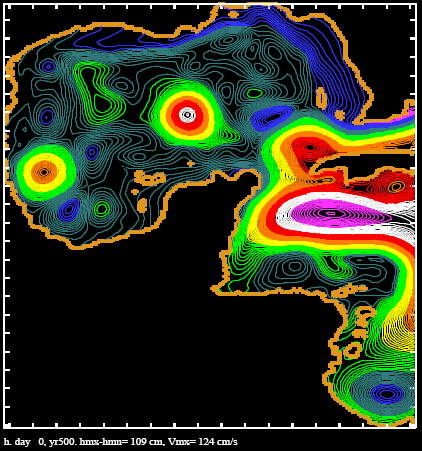 h. day 0, yr500. hmx-hmn= 109 cm, Vmx= 124 cm/s